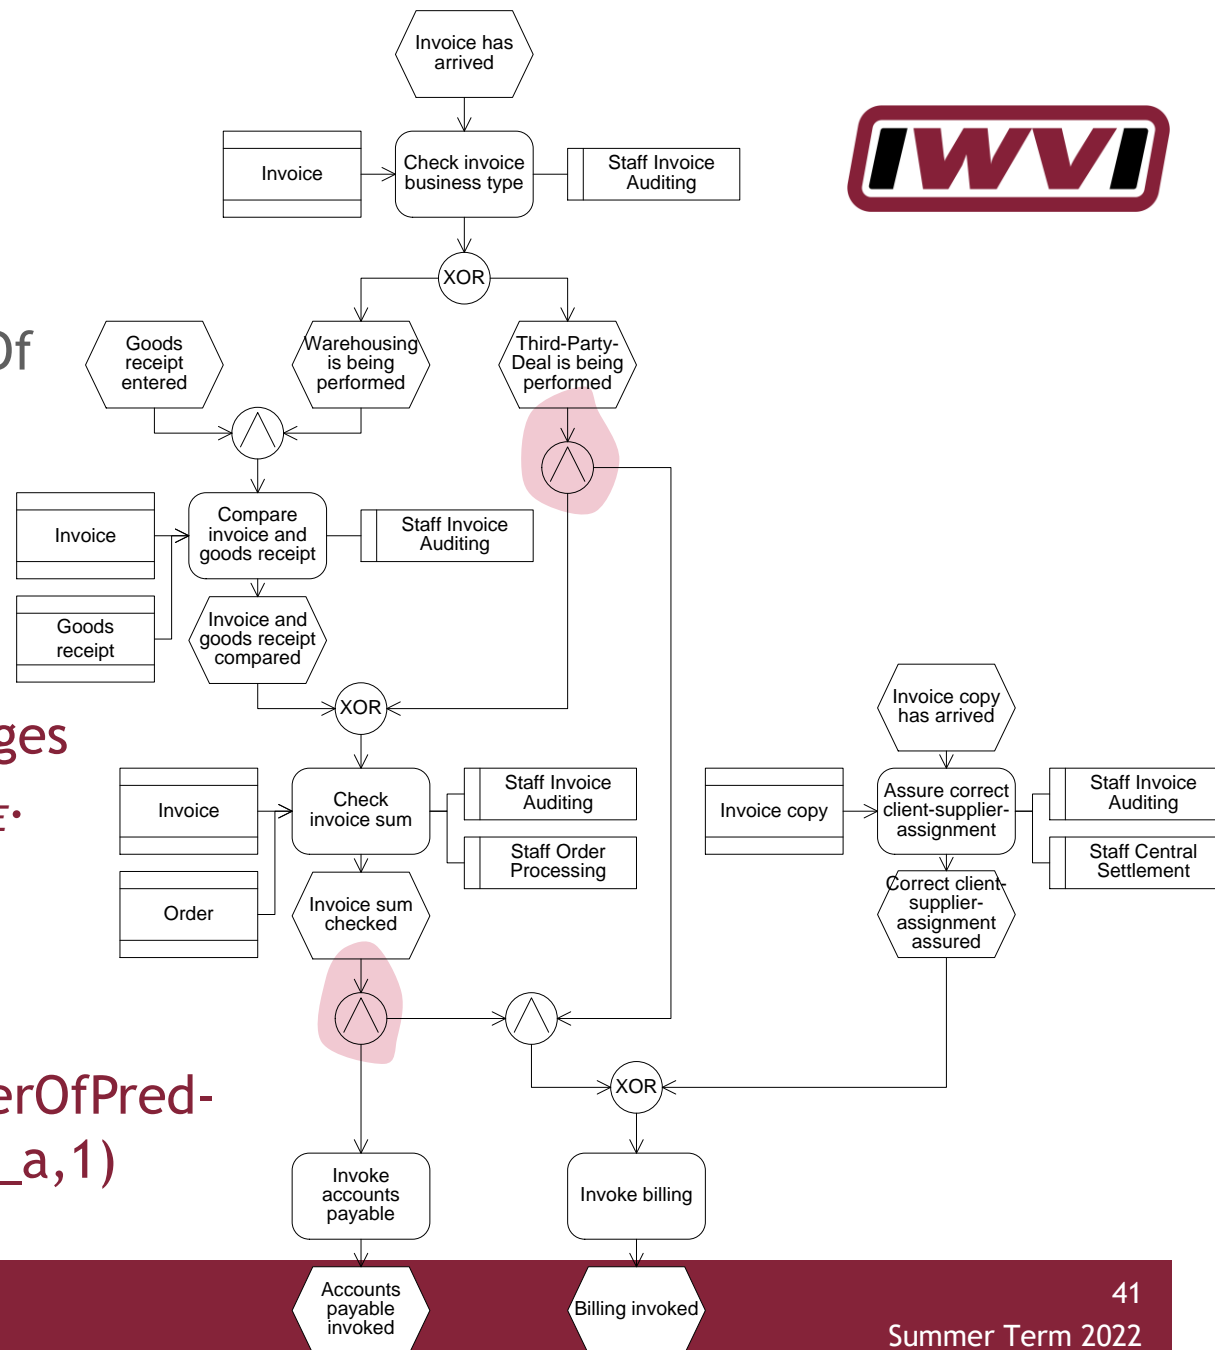 Invoice has
arrived
IWVI
Invoice
Check invoice
business type
Staff Invoice
Auditing
XOR
Of
Goods
receipt
entered
Warehousing
is being
performed
Third-Party-
Deal is being
performed
Invoice
Compare
invoice and
goods receipt
Staff Invoice
Auditing
Goods
receipt
Invoice and
goods receipt
compared
XOR
Invoice copy
has arrived
ges
Invoice
Check
invoice sum
Staff Invoice
Auditing
Staff Order
Processing
Invoice copy
Assure correct
client-supplier-
assignment
Staff Invoice
Auditing
Staff Central
Settlement
E.
Order
Invoice sum
checked
Correct client-
supplier-
assignment
assured
XOR
erOfPred-
_a,1)
Invoke
accounts
payable
Invoke billing
Accounts
payable
invoked
Billing invoked
41
Summer Term 2022